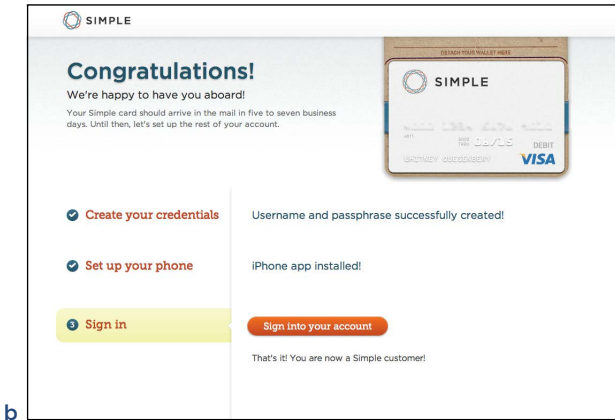 SIMPLE
Congratulations!
We're happy to have you aboard!
Your Simple card should arrive in the mail in five to seven business
days. Until then, let's set up the rest of your account.
DETACH YOUR WALLET HERE
SIMPLE
DEBIT
VISA
Create your credentials
Username and passphrase successfully created!
Set up your phone
iPhone app installed!
3 Sign in
Sign into your account
That's it! You are now a Simple customer!
b